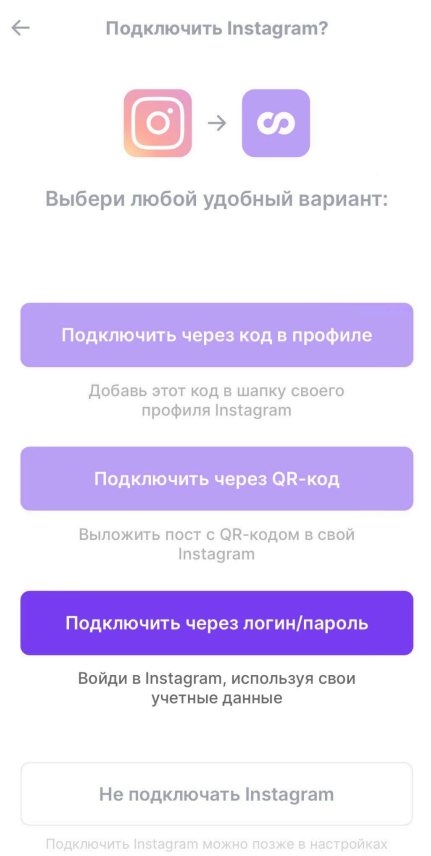 Подключить Instagram?
Выбери любой удобный вариант:
Подключить через код в профиле
Добавь этот код в шапку своего
профиля Instagram
Подключить через QR-код
Выложить пост с QR-кодом в свой
Instagram
Подключить через логин/пароль
Войди в Instagram, используя свои
учетные данные
Не подключать Instagram
Подключить Instagram можно позже в настройках